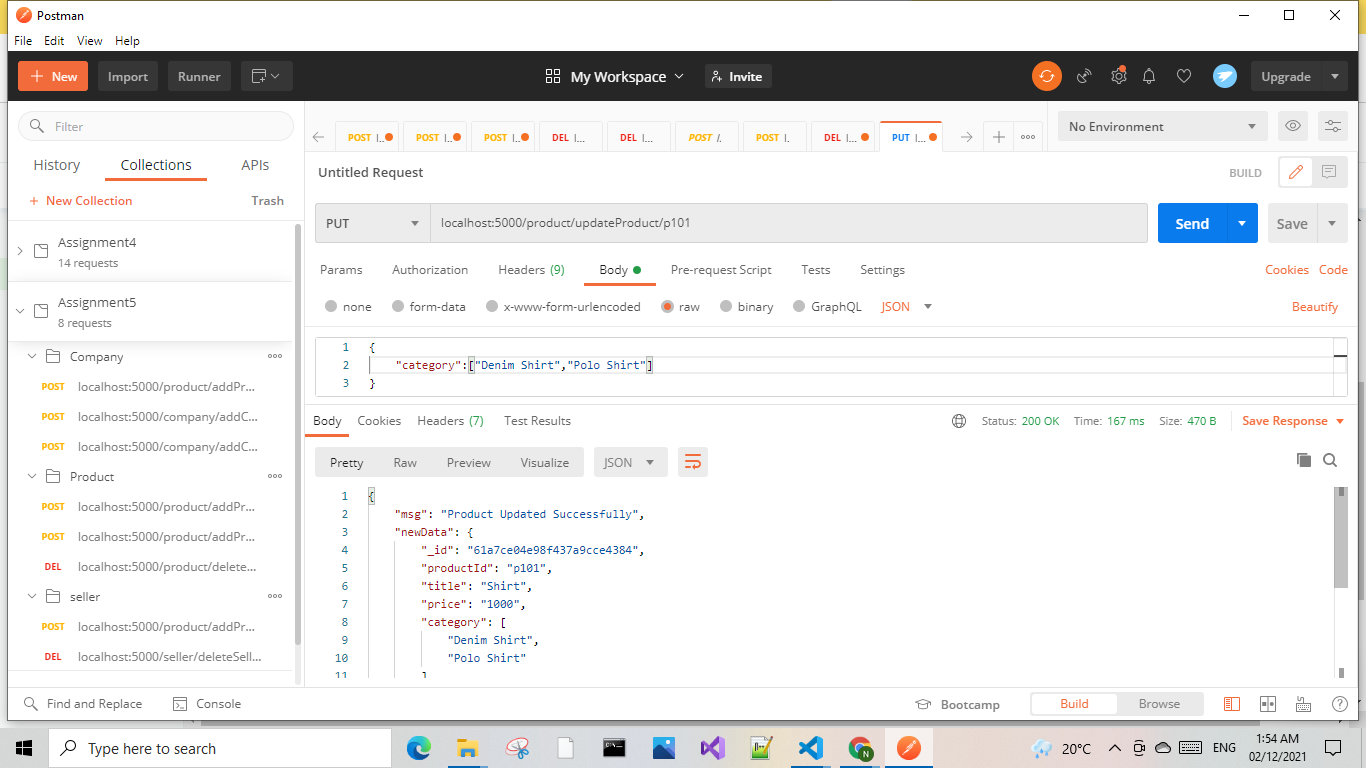 Postman
File Edit View Help
+ New Import Runner My Workspace Invite Upgrade
Filter
History Collections APIs
+ New Collection Trash
Assignment4
14 requests
Assignment5
8 requests
Company
POST localhost:5000/product/addPr...
POST localhost:5000/company/addC...
POST localhost:5000/company/addC...
Product
POST localhost:5000/product/addPr...
POST localhost:5000/product/addPr...
DEL localhost:5000/product/delete...
seller
POST localhost:5000/product/addPr...
DEL localhost:5000/seller/deleteSell...
POST l.. POST l.. POST l.. DEL l... DEL l... POST l. POST l. DEL l... PUT l...
No Environment
Untitled Request BUILD
PUT localhost:5000/product/updateProduct/p101 Send Save
Params Authorization Headers (9) Body Pre-request Script Tests Settings Cookies Code
none form-data x-www-form-urlencoded raw binary GraphQL JSON Beautify
1 {
2 "category":["Denim Shirt","Polo Shirt"]
3 }
Body Cookies Headers (7) Test Results Status: 200 OK Time: 167 ms Size: 470 B Save Response
Pretty Raw Preview Visualize JSON
1 {
2 "msg": "Product Updated Successfully",
3 "newData": {
4 "_id": "61a7ce04e98f437a9cce4384",
5 "productId": "p101",
6 "title": "Shirt",
7 "price": "1000",
8 "category": [
9 "Denim Shirt",
10 "Polo Shirt"
11 ]
Find and Replace Console Bootcamp Build Browse
Type here to search 20°C ENG 1:54 AM
02/12/2021